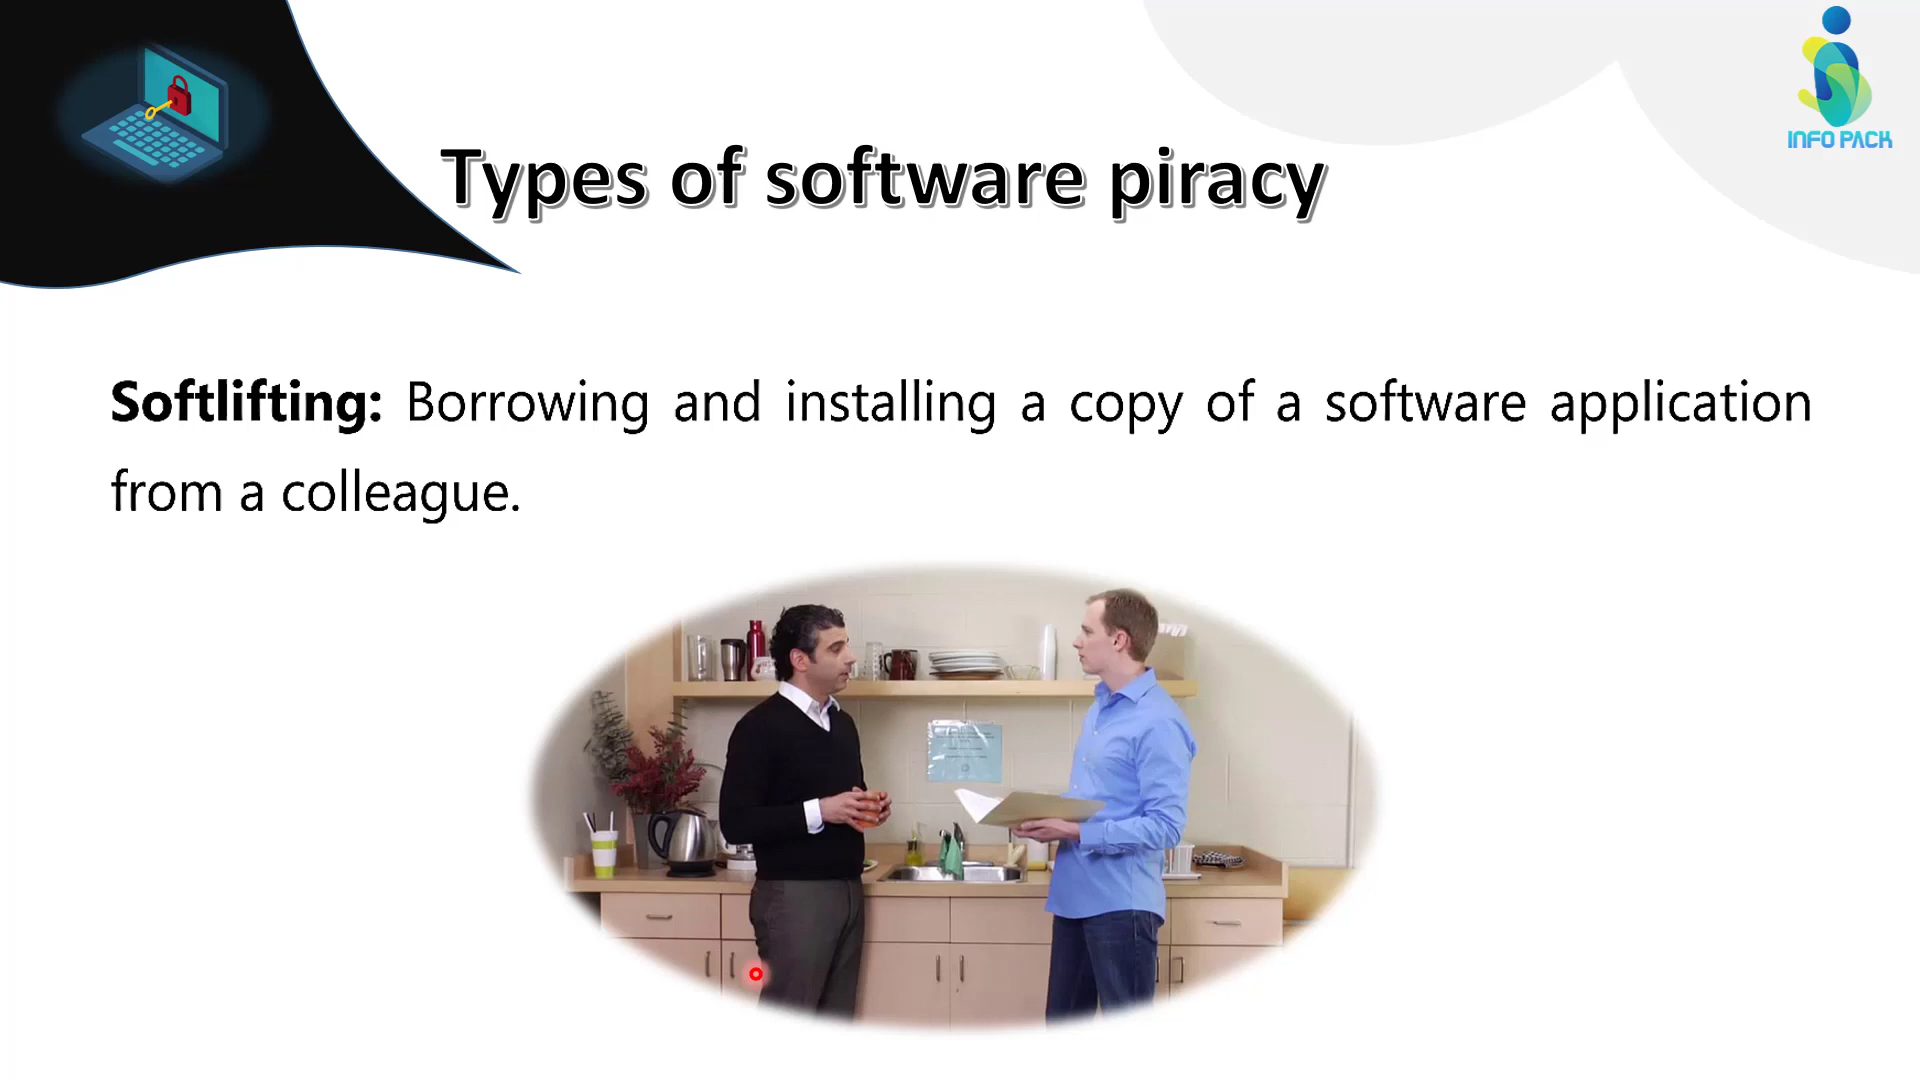 INFO PACK
Types of software piracy
Softlifting: Borrowing and installing a copy of a software application
from a colleague.